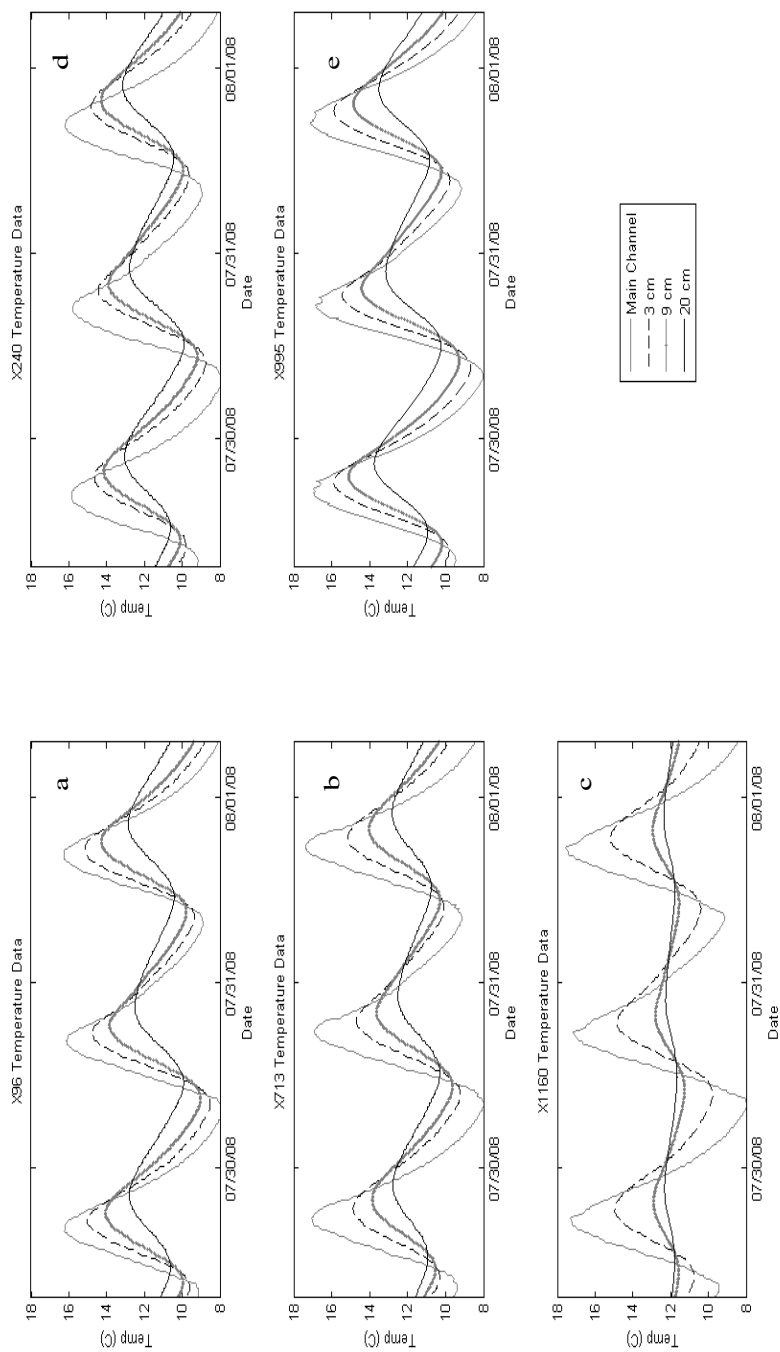 X96 Temperature Data
a
18
16
14
12
10
8
Temp (C)
07/30/08
07/31/08
08/01/08
Date
X713 Temperature Data
b
18
16
14
12
10
8
Temp (C)
07/30/08
07/31/08
08/01/08
Date
X1160 Temperature Data
c
18
16
14
12
10
8
Temp (C)
07/30/08
07/31/08
08/01/08
Date
X240 Temperature Data
d
18
16
14
12
10
8
Temp (C)
07/30/08
07/31/08
08/01/08
Date
X995 Temperature Data
e
18
16
14
12
10
8
Temp (C)
07/30/08
07/31/08
08/01/08
Date
Main Channel
3 cm
9 cm
20 cm